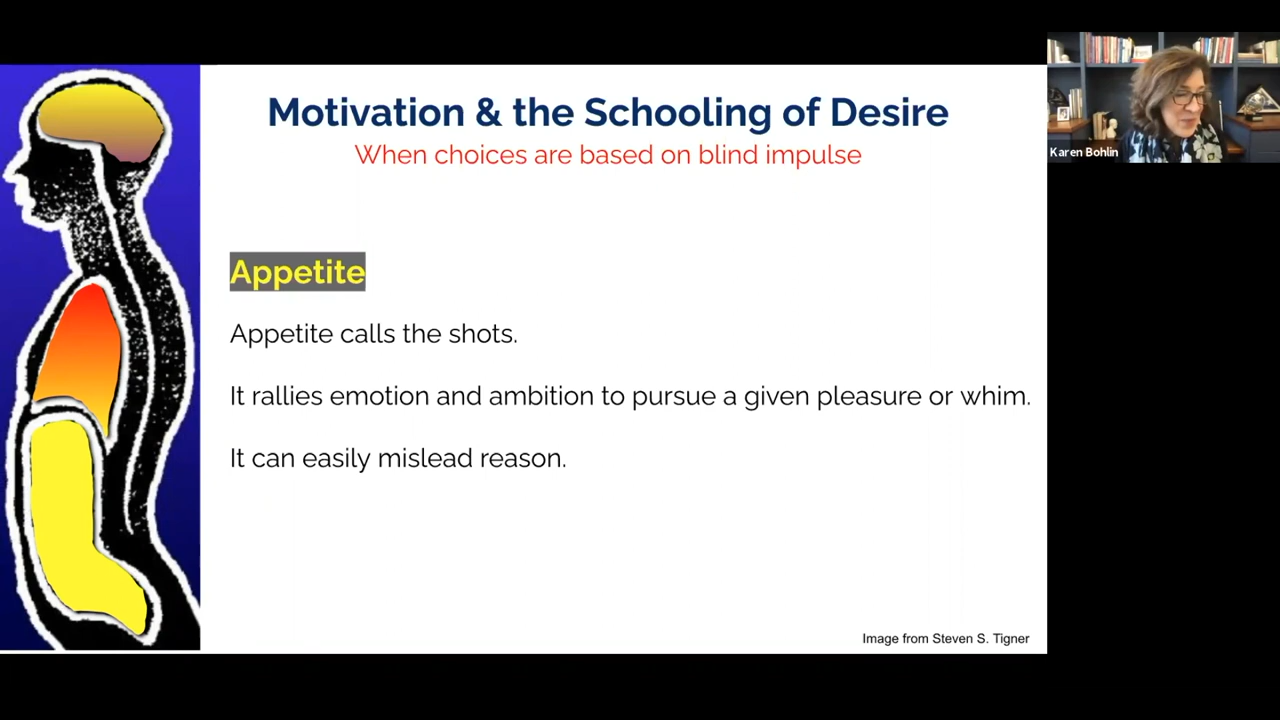 Motivation & the Schooling of Desire
When choices are based on blind impulse
Karen Bohlin
Appetite
Appetite calls the shots.
It rallies emotion and ambition to pursue a given pleasure or whim.
It can easily mislead reason.
Image from Steven S. Tigner